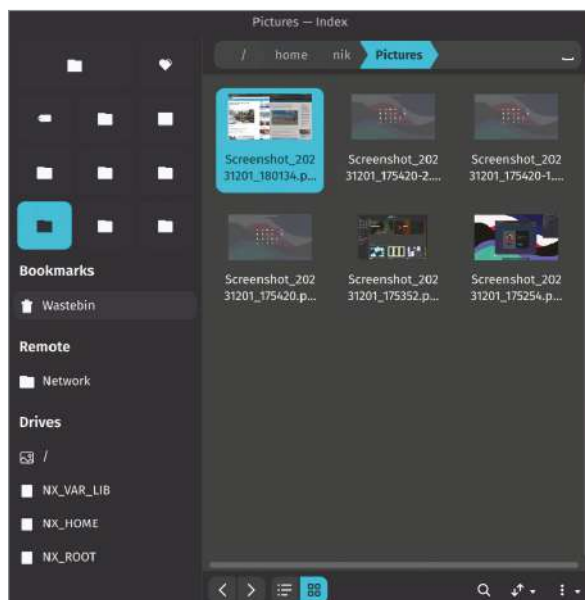 Pictures — Index
/ home nik Pictures
Screenshot_202
31201_180134.p...
Screenshot_202
31201_175420-2....
Screenshot_202
31201_175420-1....
Screenshot_202
31201_175420.p...
Screenshot_202
31201_175352.p...
Screenshot_202
31201_175254.p...
Bookmarks
Wastebin
Remote
Network
Drives
/
NX_VAR_LIB
NX_HOME
NX_ROOT